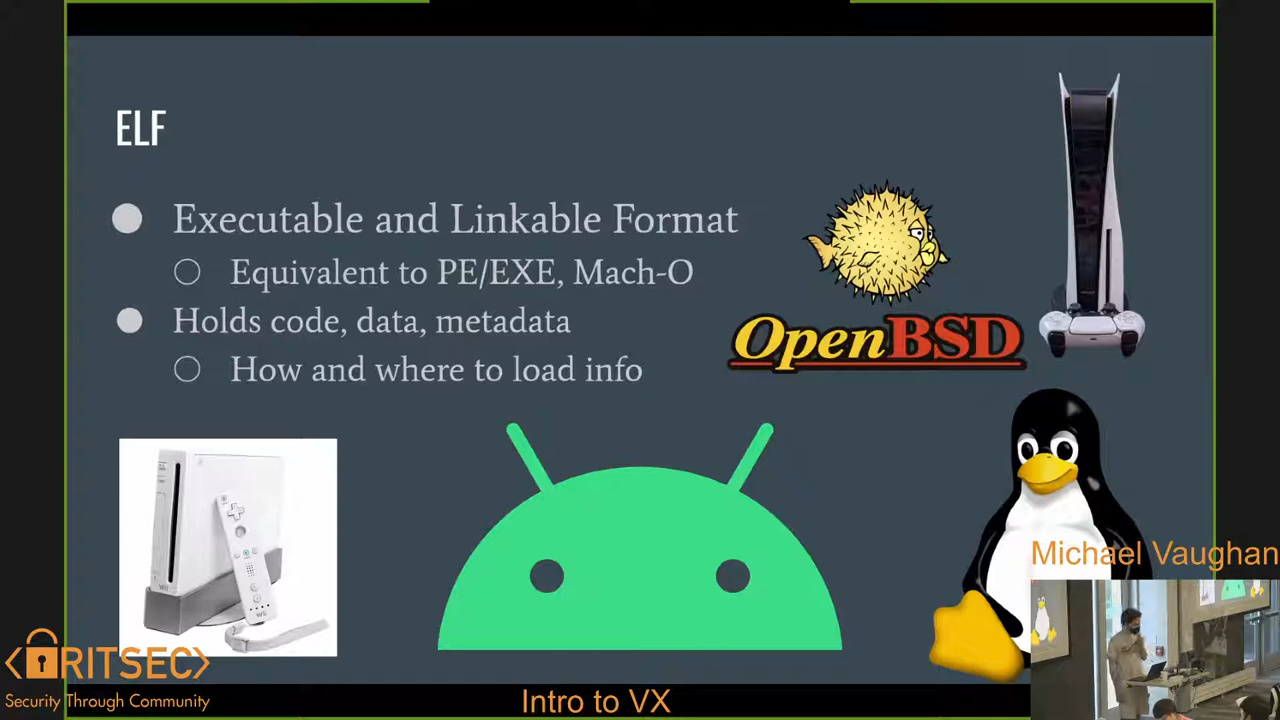 ELF
Executable and Linkable Format
Equivalent to PE/EXE, Mach-O
Holds code, data, metadata
How and where to load info
OpenBSD
Wii
Michael Vaughan
RITSEC
Security Through Community
Intro to VX